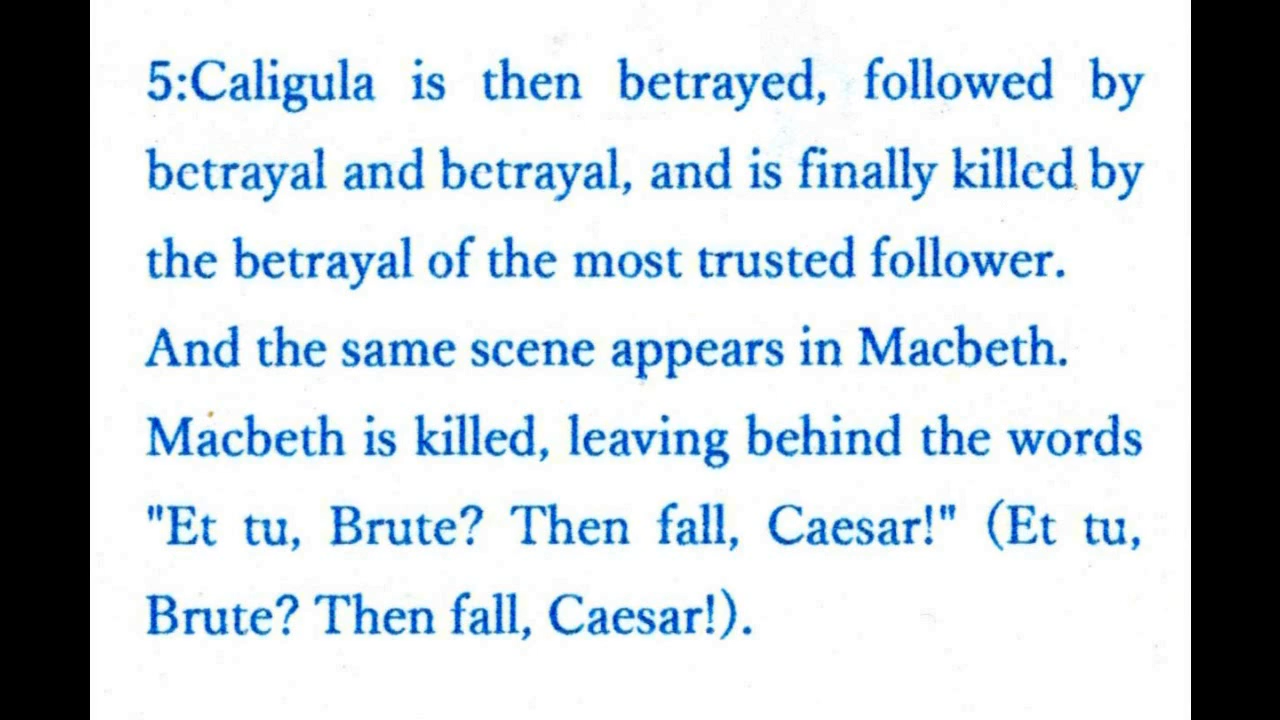 5:Caligula is then betrayed, followed by
betrayal and betrayal, and is finally killed by
the betrayal of the most trusted follower.
And the same scene appears in Macbeth.
Macbeth is killed, leaving behind the words
"Et tu, Brute? Then fall, Caesar!" (Et tu,
Brute? Then fall, Caesar!).